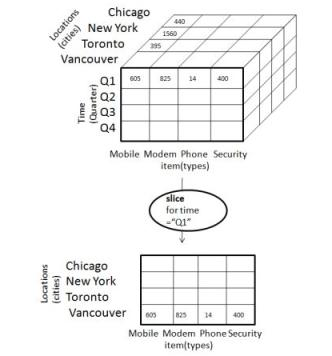 Locations
(cities)
Chicago
New York
Toronto
Vancouver
440
1560
395
Time
(Quarter)
Q1 605 825 14 400
Q2
Q3
Q4
Mobile Modem Phone Security
item(types)
slice
for time
="Q1"
Locations
(cities)
Chicago
New York
Toronto
Vancouver 605 825 14 400
Mobile Modem Phone Security
item(types)